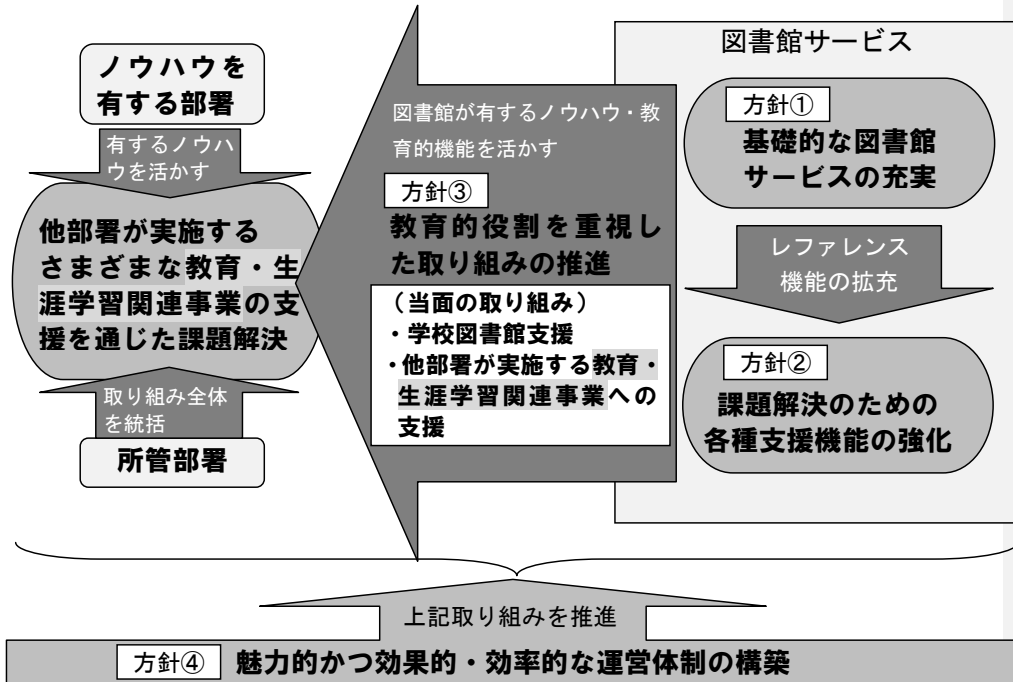 ノウハウを
有する部署
有するノウハ
ウを活かす
他部署が実施する
さまざまな教育・生
涯学習関連事業の支
援を通じた課題解決
取り組み全体
を統括
所管部署
図書館が有するノウハウ・教
育的機能を活かす
方針③
教育的役割を重視し
た取り組みの推進
（当面の取り組み）
・学校図書館支援
・他部署が実施する教育・
生涯学習関連事業への
支援
図書館サービス
方針①
基礎的な図書館
サービスの充実
レファレンス
機能の拡充
方針②
課題解決のための
各種支援機能の強化
上記取り組みを推進
方針④ 魅力的かつ効果的・効率的な運営体制の構築